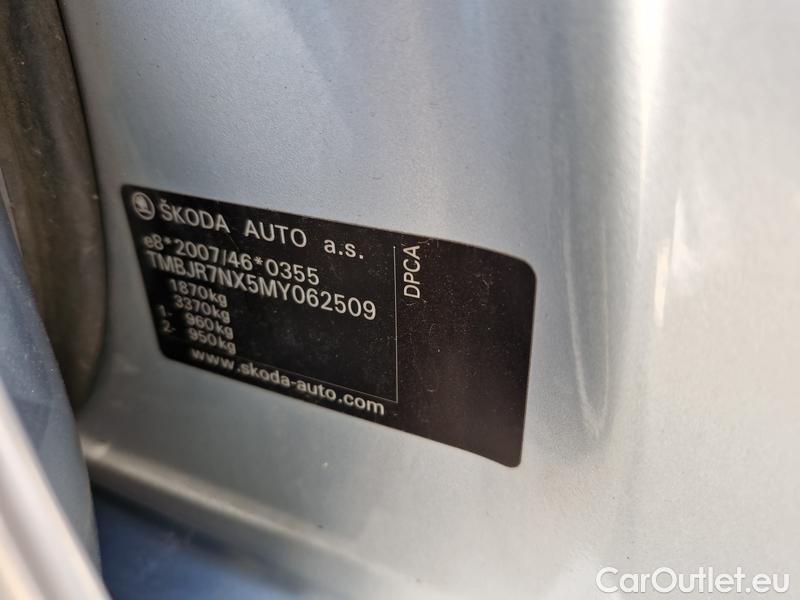 ŠKODA AUTO a.s.
e8*2007/46*0355
TMBJR7NX5MY062509
1870kg
3370kg
1- 960kg
2- 950kg
www.skoda-auto.com
DPCA
CarOutlet.eu